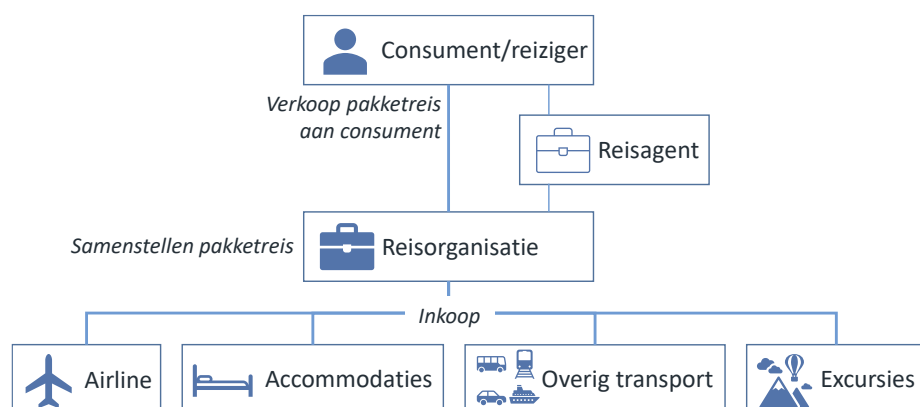 Consument/reiziger
Verkoop pakketreis
aan consument
Reisagent
Samenstellen pakketreis
Reisorganisatie
Inkoop
Airline
Accommodaties
Overig transport
Excursies